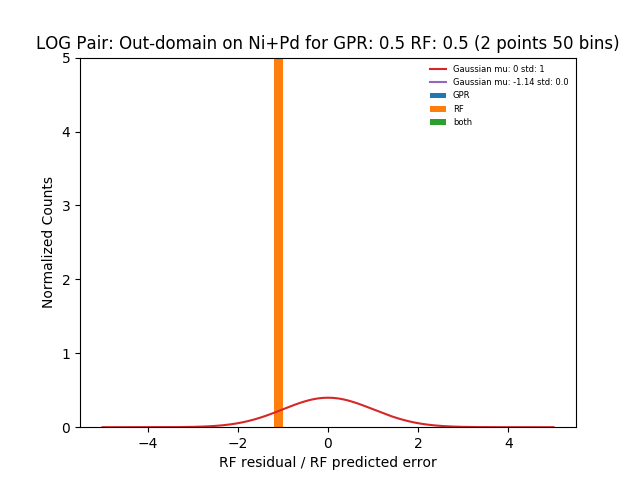 LOG Pair: Out-domain on Ni+Pd for GPR: 0.5 RF: 0.5 (2 points 50 bins)
Gaussian mu: 0 std: 1
Gaussian mu: -1.14 std: 0.0
GPR
RF
both
Normalized Counts
5
4
3
2
1
0
−4
−2
0
2
4
RF residual / RF predicted error